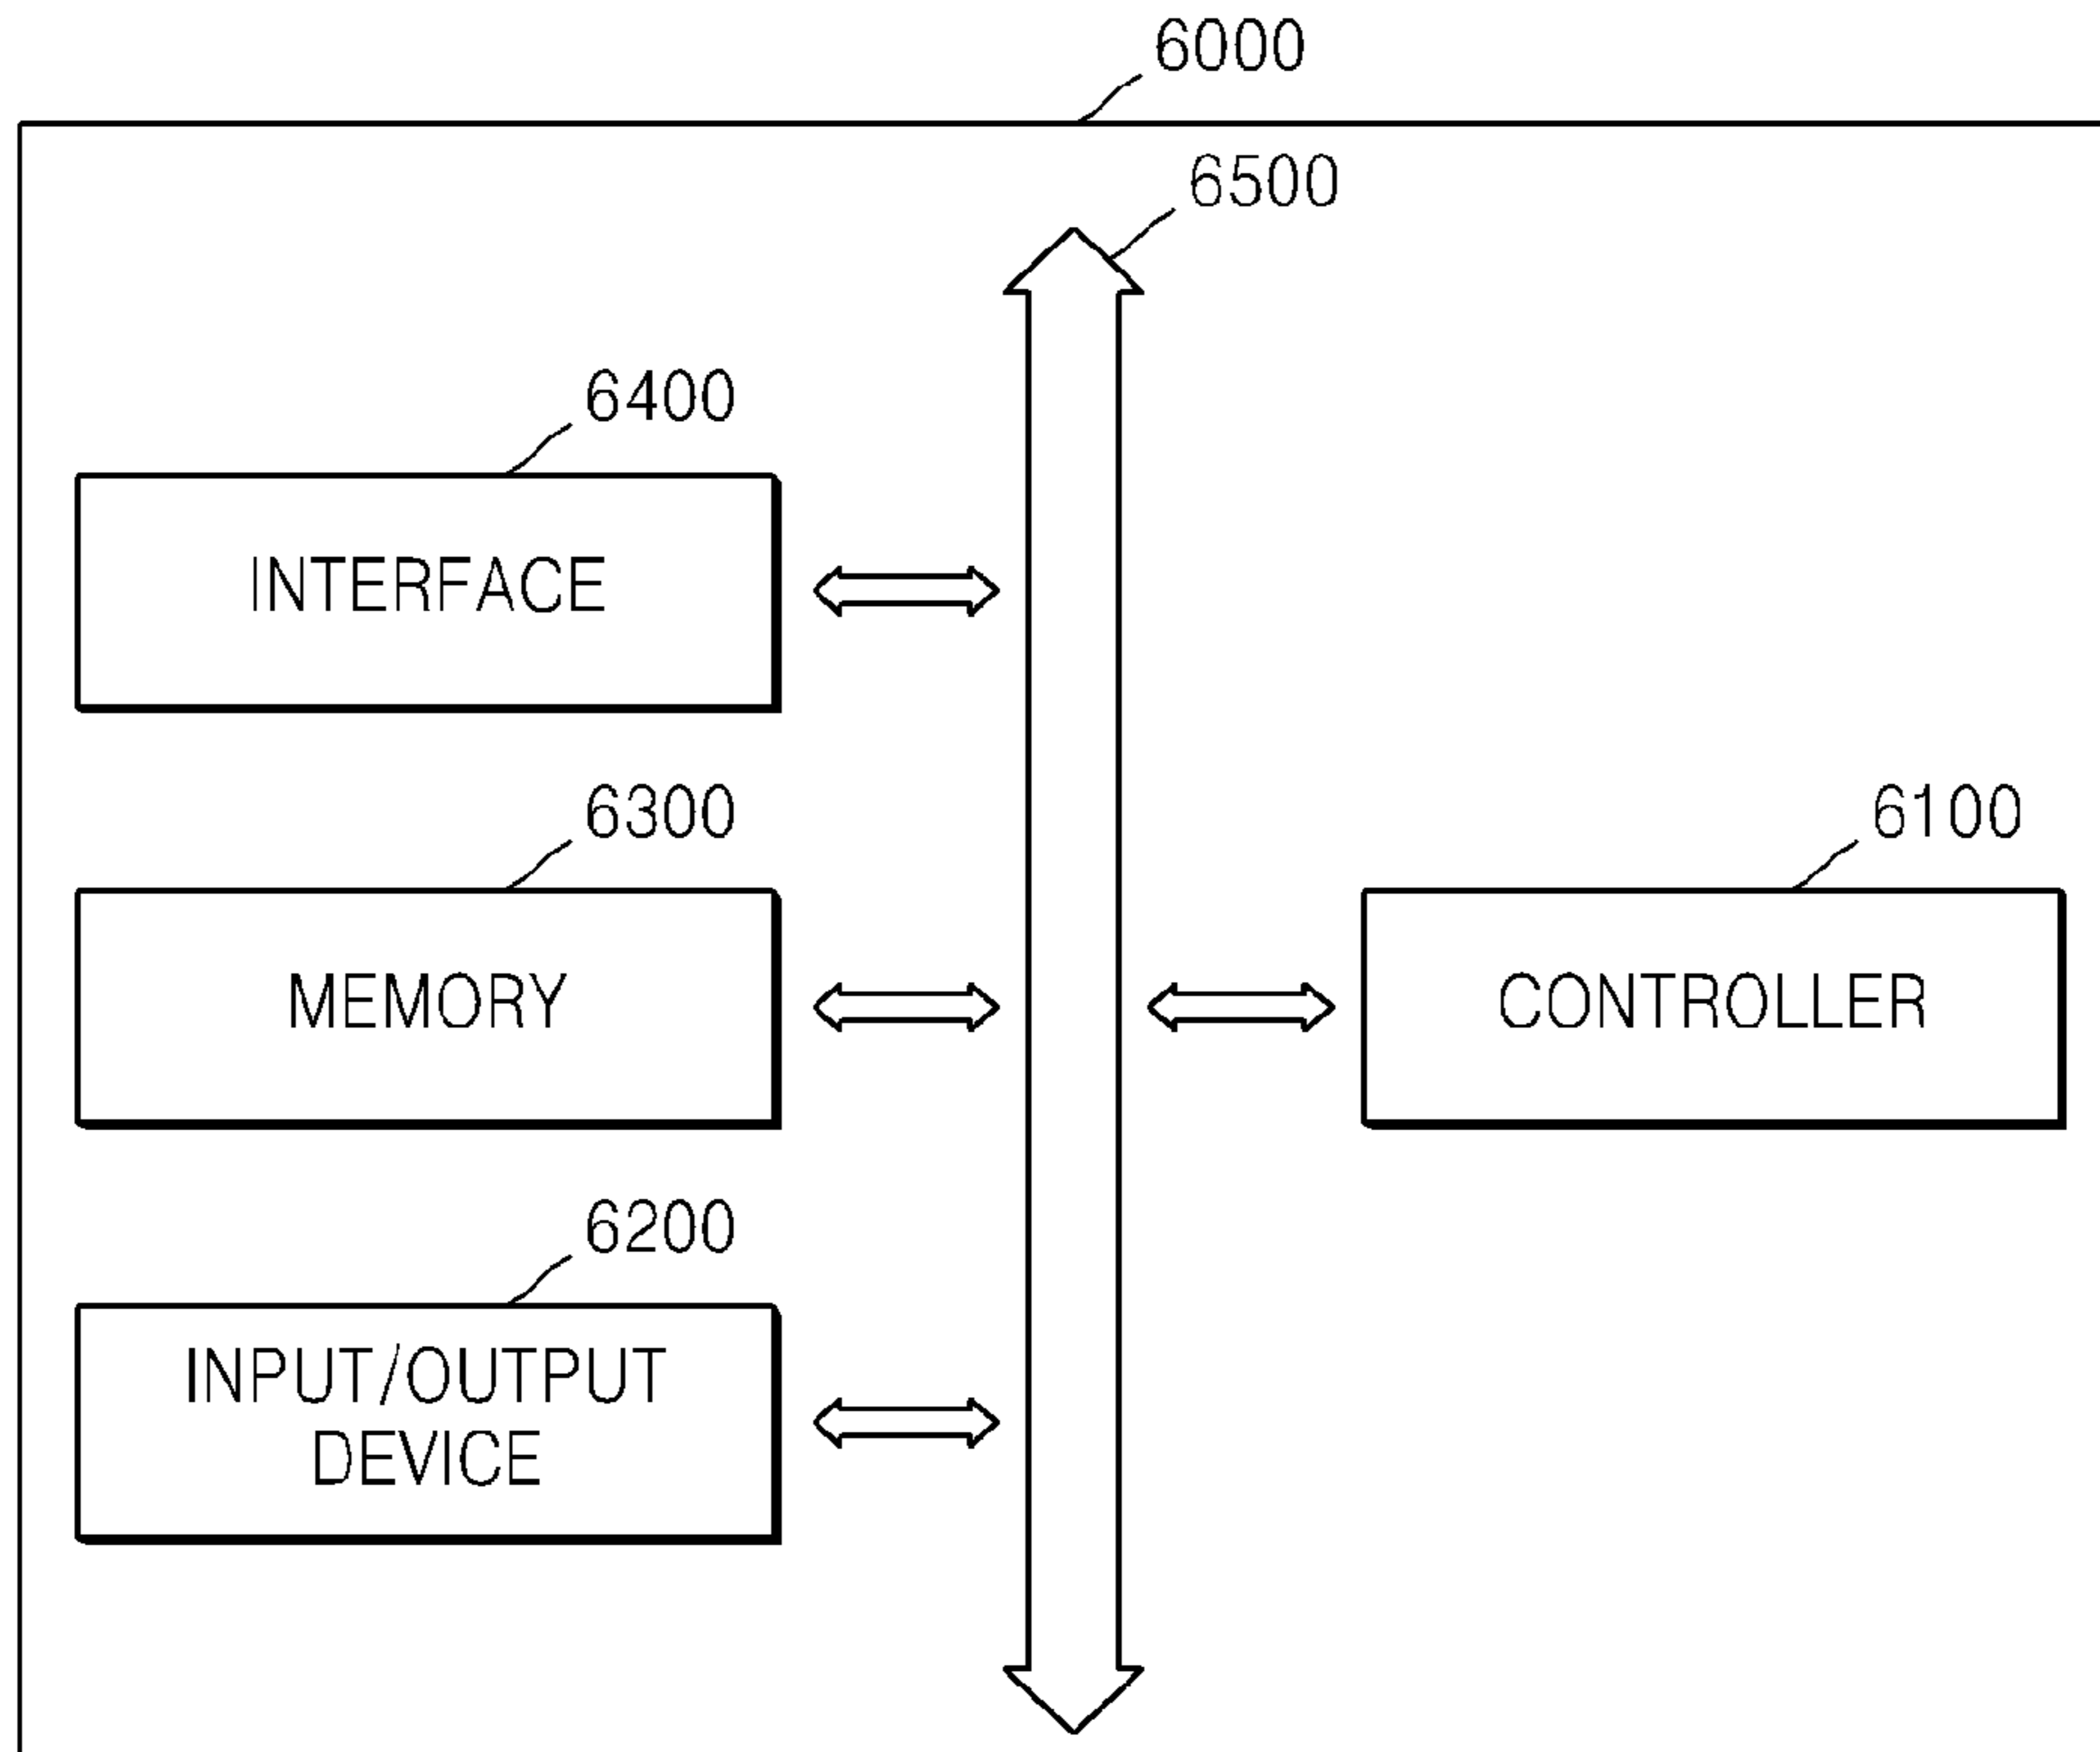 6000
6500
6400
INTERFACE
6300
6100
MEMORY
CONTROLLER
6200
INPUT/OUTPUT
DEVICE